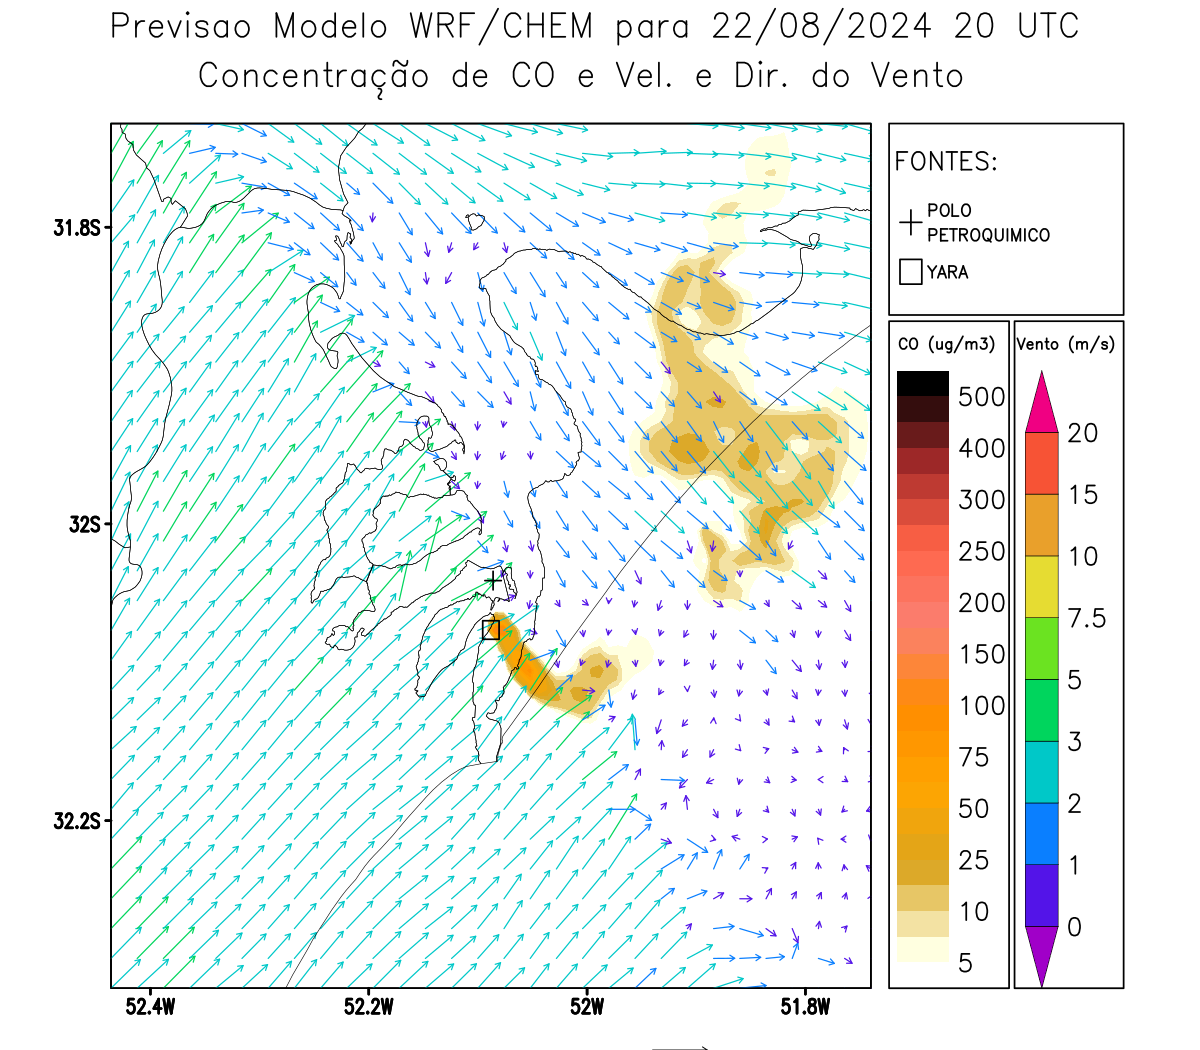 Previsao Modelo WRF/CHEM para 22/08/2024 20 UTC
Concentração de CO e Vel. e Dir. do Vento
FONTES:
POLO
PETROQUIMICO
YARA
CO (ug/m3)
500
400
300
250
200
150
100
75
50
25
10
5
Vento (m/s)
20
15
10
7.5
5
3
2
1
0
31.8S
32S
32.2S
52.4W
52.2W
52W
51.8W